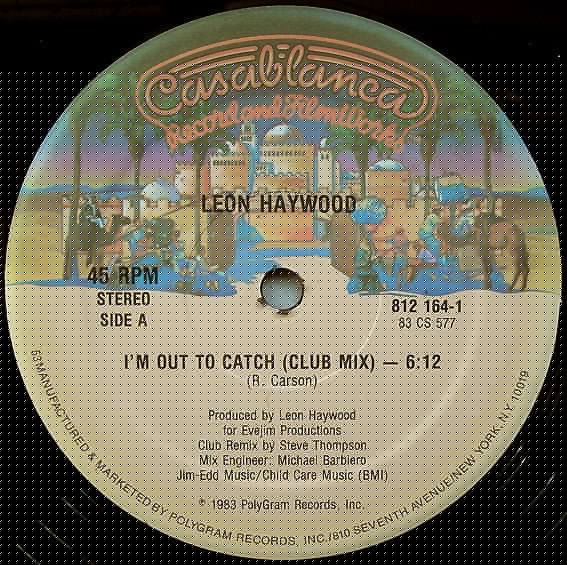 Casablanca
Record and FilmWorks
LEON HAYWOOD
45 RPM
STEREO
SIDE A
812 164-1
83 CS 577
I'M OUT TO CATCH (CLUB MIX) — 6:12
(R. Carson)
Produced by Leon Haywood
for Evejim Productions
Club Remix by Steve Thompson
Mix Engineer: Michael Barbiero
Jim-Edd Music/Child Care Music (BMI)
℗ 1983 PolyGram Records, Inc.
53 MANUFACTURED & MARKETED BY POLYGRAM RECORDS, INC./810 SEVENTH AVENUE/NEW YORK, N.Y. 10019